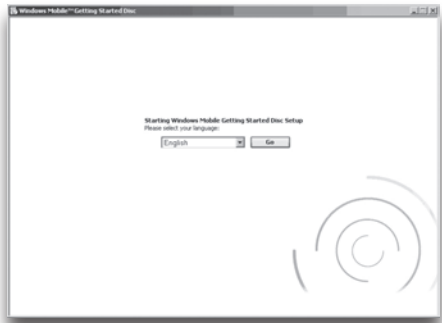 Windows Mobile™ Getting Started Disc
Starting Windows Mobile Getting Started Disc Setup
Please select your language:
English
Go